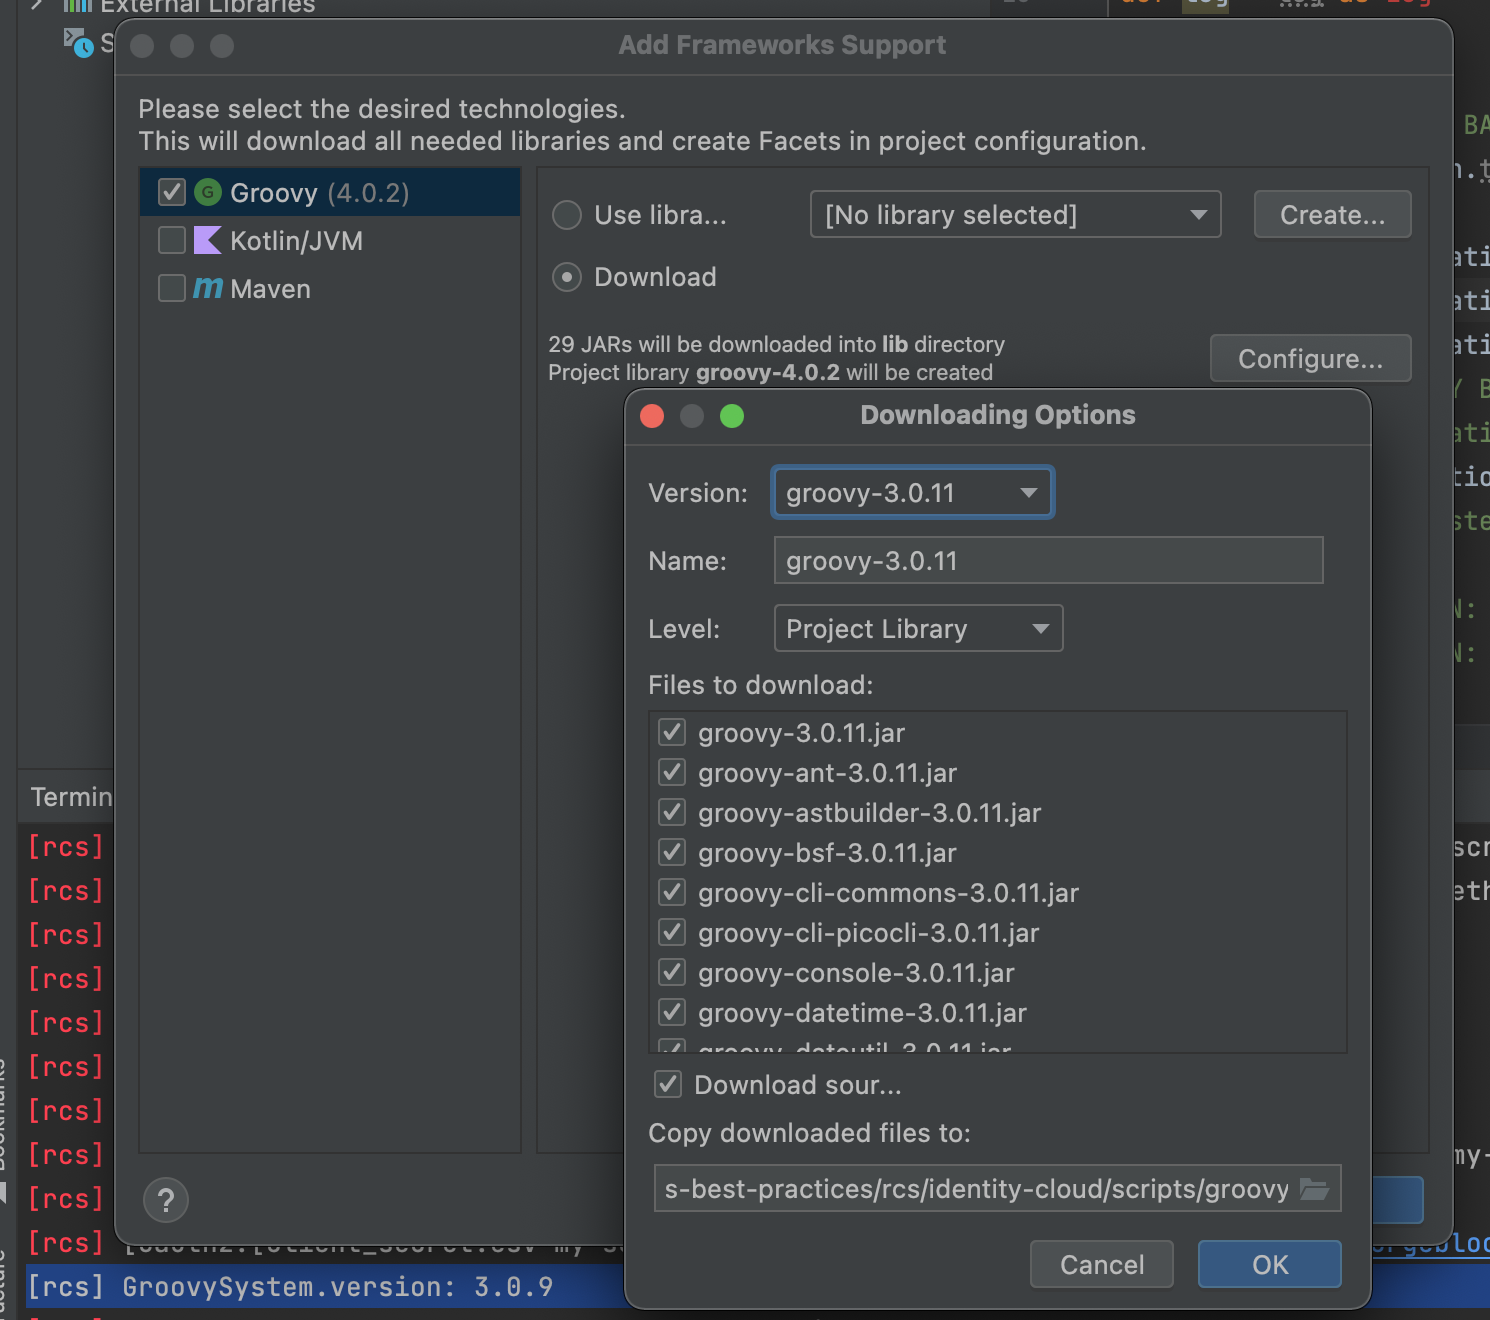 External Libraries
Add Frameworks Support
Please select the desired technologies.
This will download all needed libraries and create Facets in project configuration.
Groovy (4.0.2)
Kotlin/JVM
Maven
Use libra...
[No library selected]
Create...
Download
29 JARs will be downloaded into lib directory
Project library groovy-4.0.2 will be created
Configure...
Downloading Options
Version:
groovy-3.0.11
Name:
groovy-3.0.11
Level:
Project Library
Files to download:
groovy-3.0.11.jar
groovy-ant-3.0.11.jar
groovy-astbuilder-3.0.11.jar
groovy-bsf-3.0.11.jar
groovy-cli-commons-3.0.11.jar
groovy-cli-picocli-3.0.11.jar
groovy-console-3.0.11.jar
groovy-datetime-3.0.11.jar
groovy-dateutil-3.0.11.jar
Download sour...
Copy downloaded files to:
s-best-practices/rcs/identity-cloud/scripts/groovy
?
Cancel
OK
Termin
[rcs]
[rcs]
[rcs]
[rcs]
[rcs]
[rcs]
[rcs]
[rcs]
[rcs]
[rcs]
[rcs] GroovySystem.version: 3.0.9